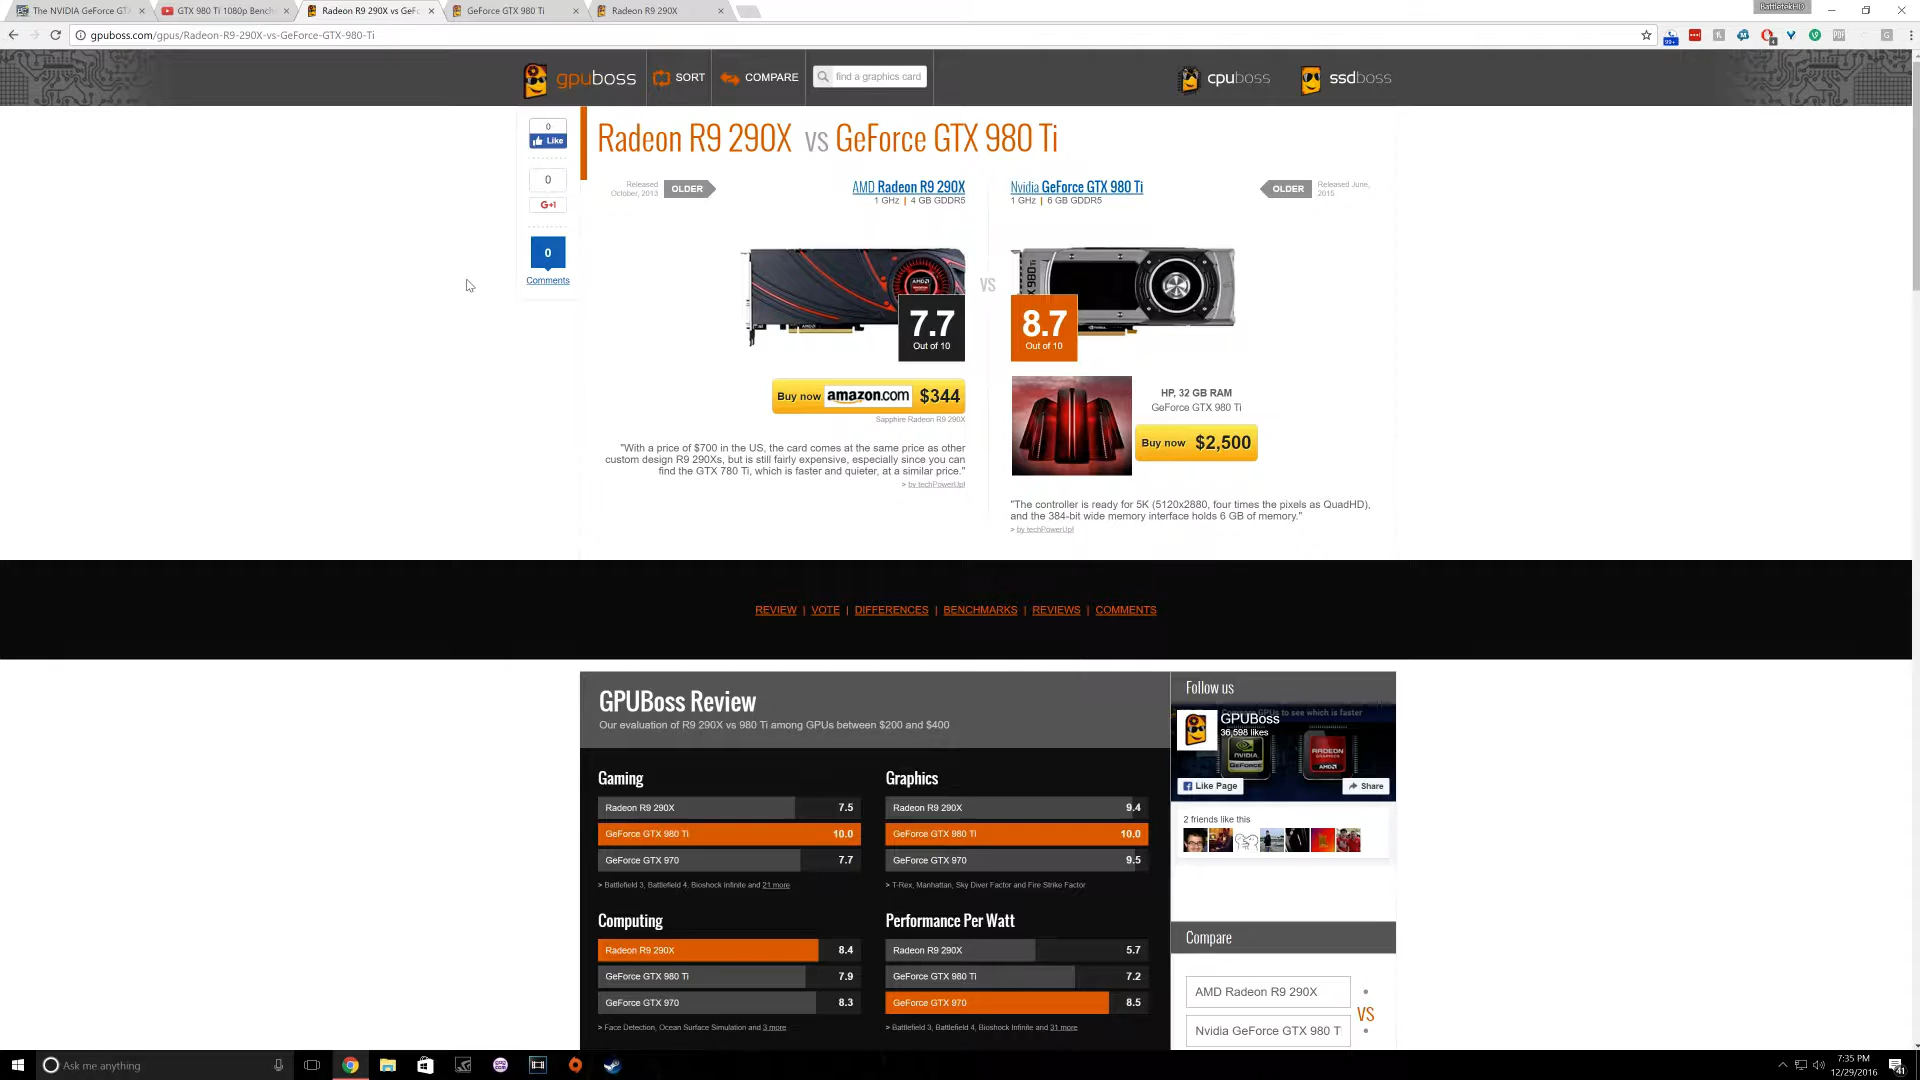 The NVIDIA GeForce GT
GTX 980 Ti 1080p Bench
Radeon R9 290X vs GeF
GeForce GTX 980 Ti
Radeon R9 290X
BattletekHD
gpuboss.com/gpus/Radeon-R9-290X-vs-GeForce-GTX-980-Ti
gpuboss
SORT
COMPARE
find a graphics card
cpuboss
ssdboss
0
Like
0
G+1
0
Comments
Radeon R9 290X vs GeForce GTX 980 Ti
Released October, 2013
OLDER
AMD Radeon R9 290X
1 GHz | 4 GB GDDR5
Nvidia GeForce GTX 980 Ti
1 GHz | 6 GB GDDR5
OLDER
Released June, 2015
7.7
Out of 10
VS
8.7
Out of 10
Buy now amazon.com $344
Sapphire Radeon R9 290X
HP, 32 GB RAM
GeForce GTX 980 Ti
Buy now $2,500
"With a price of $700 in the US, the card comes at the same price as other
custom design R9 290Xs, but is still fairly expensive, especially since you can
find the GTX 780 Ti, which is faster and quieter, at a similar price."
> by techPowerUp!
"The controller is ready for 5K (5120x2880, four times the pixels as QuadHD),
and the 384-bit wide memory interface holds 6 GB of memory."
> by techPowerUp!
REVIEW | VOTE | DIFFERENCES | BENCHMARKS | REVIEWS | COMMENTS
GPUBoss Review
Our evaluation of R9 290X vs 980 Ti among GPUs between $200 and $400
Gaming
Radeon R9 290X 7.5
GeForce GTX 980 Ti 10.0
GeForce GTX 970 7.7
> Battlefield 3, Battlefield 4, Bioshock Infinite and 21 more
Graphics
Radeon R9 290X 9.4
GeForce GTX 980 Ti 10.0
GeForce GTX 970 9.5
> T-Rex, Manhattan, Sky Diver Factor and Fire Strike Factor
Computing
Radeon R9 290X 8.4
GeForce GTX 980 Ti 7.9
GeForce GTX 970 8.3
> Face Detection, Ocean Surface Simulation and 3 more
Performance Per Watt
Radeon R9 290X 5.7
GeForce GTX 980 Ti 7.2
GeForce GTX 970 8.5
> Battlefield 3, Battlefield 4, Bioshock Infinite and 31 more
Follow us
GPUBoss
36,598 likes
Like Page
Share
2 friends like this
Compare
AMD Radeon R9 290X
VS
Nvidia GeForce GTX 980 T
Ask me anything
7:35 PM
12/29/2016